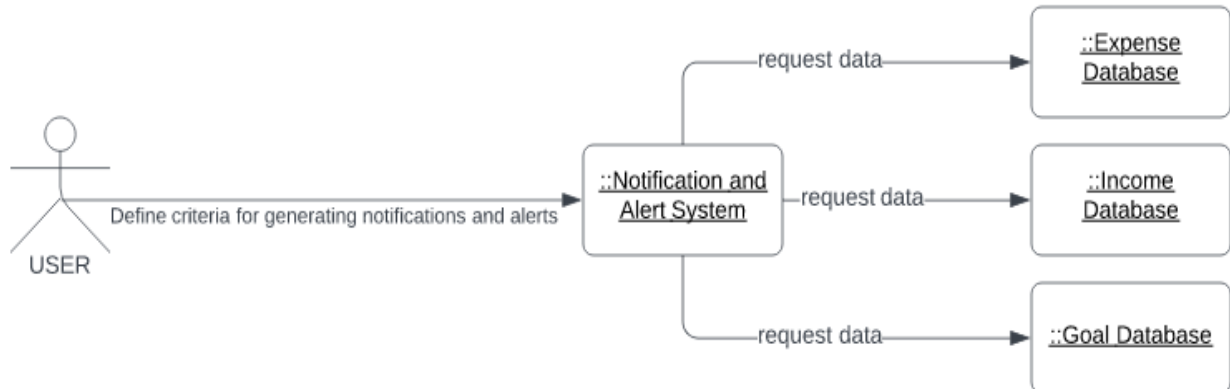 request data
::Expense
Database
::Notification and
Alert System
request data
::Income
Database
Define criteria for generating notifications and alerts
USER
request data
::Goal Database